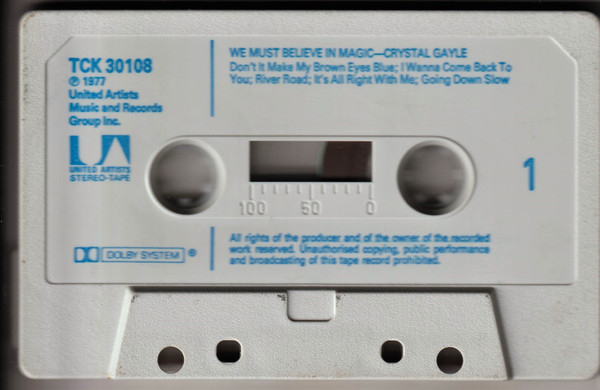 TCK 30108
℗ 1977
United Artists
Music and Records
Group Inc.
UA
UNITED ARTISTS
STEREO-TAPE
DOLBY SYSTEM ®
WE MUST BELIEVE IN MAGIC—CRYSTAL GAYLE
Don't It Make My Brown Eyes Blue; I Wanna Come Back To
You; River Road; It's All Right With Me; Going Down Slow
100 50 0
1
All rights of the producer and of the owner of the recorded
work reserved. Unauthorised copying, public performance
and broadcasting of this tape record prohibited.